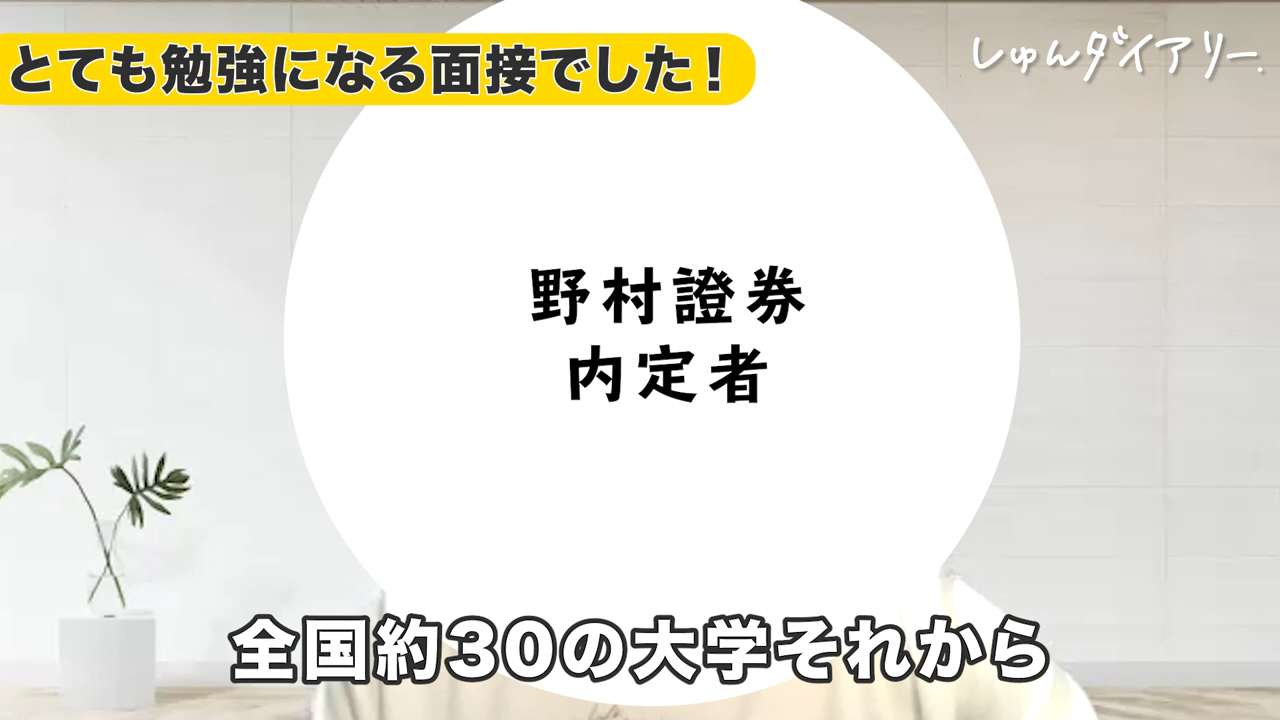 とても勉強になる面接でした！
しゅんダイアリー.
野村證券
内定者
全国約30の大学それから